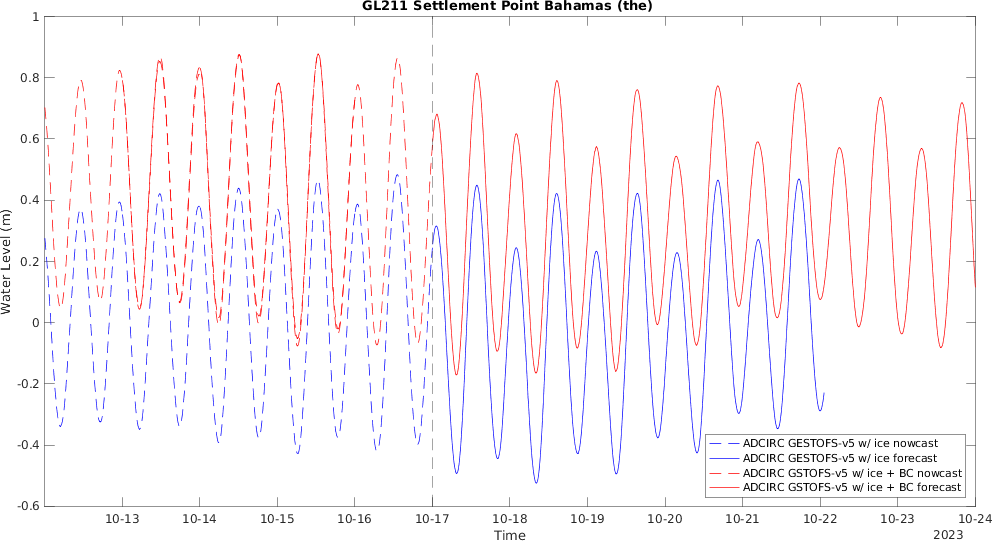 GL211 Settlement Point Bahamas (the)
Water Level (m)
1
0.8
0.6
0.4
0.2
0
-0.2
-0.4
-0.6
ADCIRC GESTOFS-v5 w/ ice nowcast
ADCIRC GESTOFS-v5 w/ ice forecast
ADCIRC GSTOFS-v5 w/ ice + BC nowcast
ADCIRC GSTOFS-v5 w/ ice + BC forecast
10-13 10-14 10-15 10-16 10-17 10-18 10-19 10-20 10-21 10-22 10-23 10-24
Time
2023